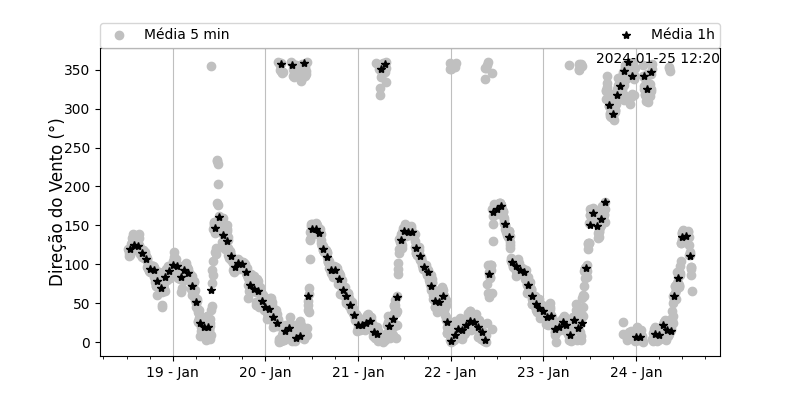 Média 5 min
Média 1h
2024-01-25 12:20
Direção do Vento (°)
350
300
250
200
150
100
50
0
19 - Jan
20 - Jan
21 - Jan
22 - Jan
23 - Jan
24 - Jan